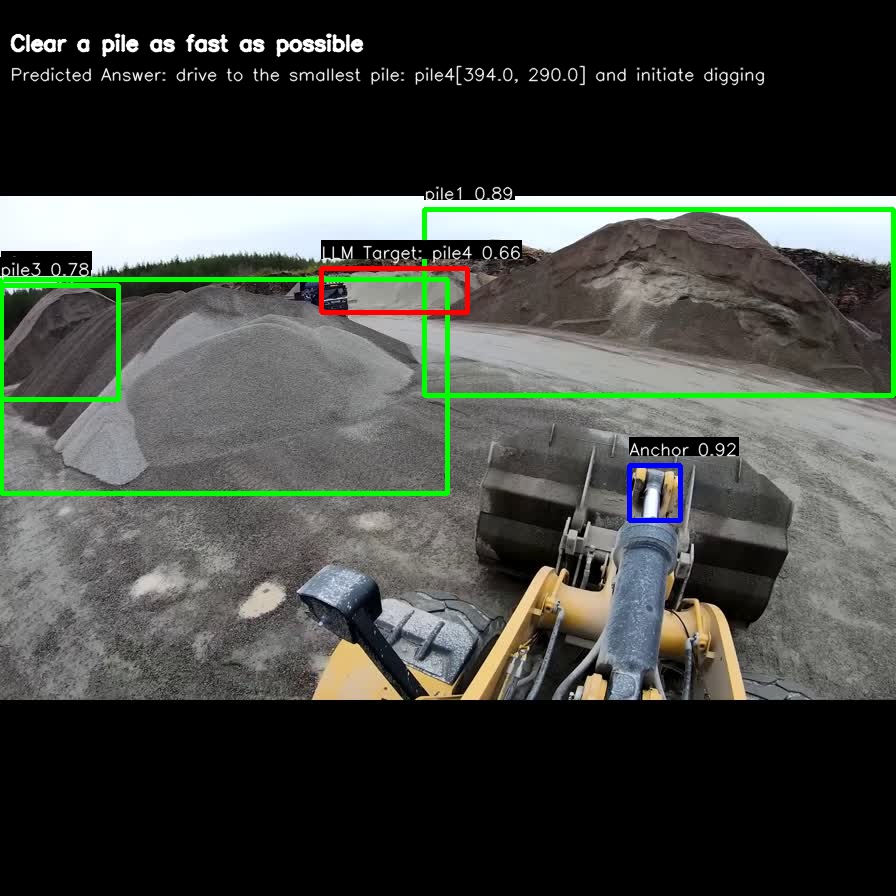 Clear a pile as fast as possible
Predicted Answer: drive to the smallest pile: pile4[394.0, 290.0] and initiate digging
pile1 0.89
LLM Target: pile4 0.66
pile3 0.78
Anchor 0.92